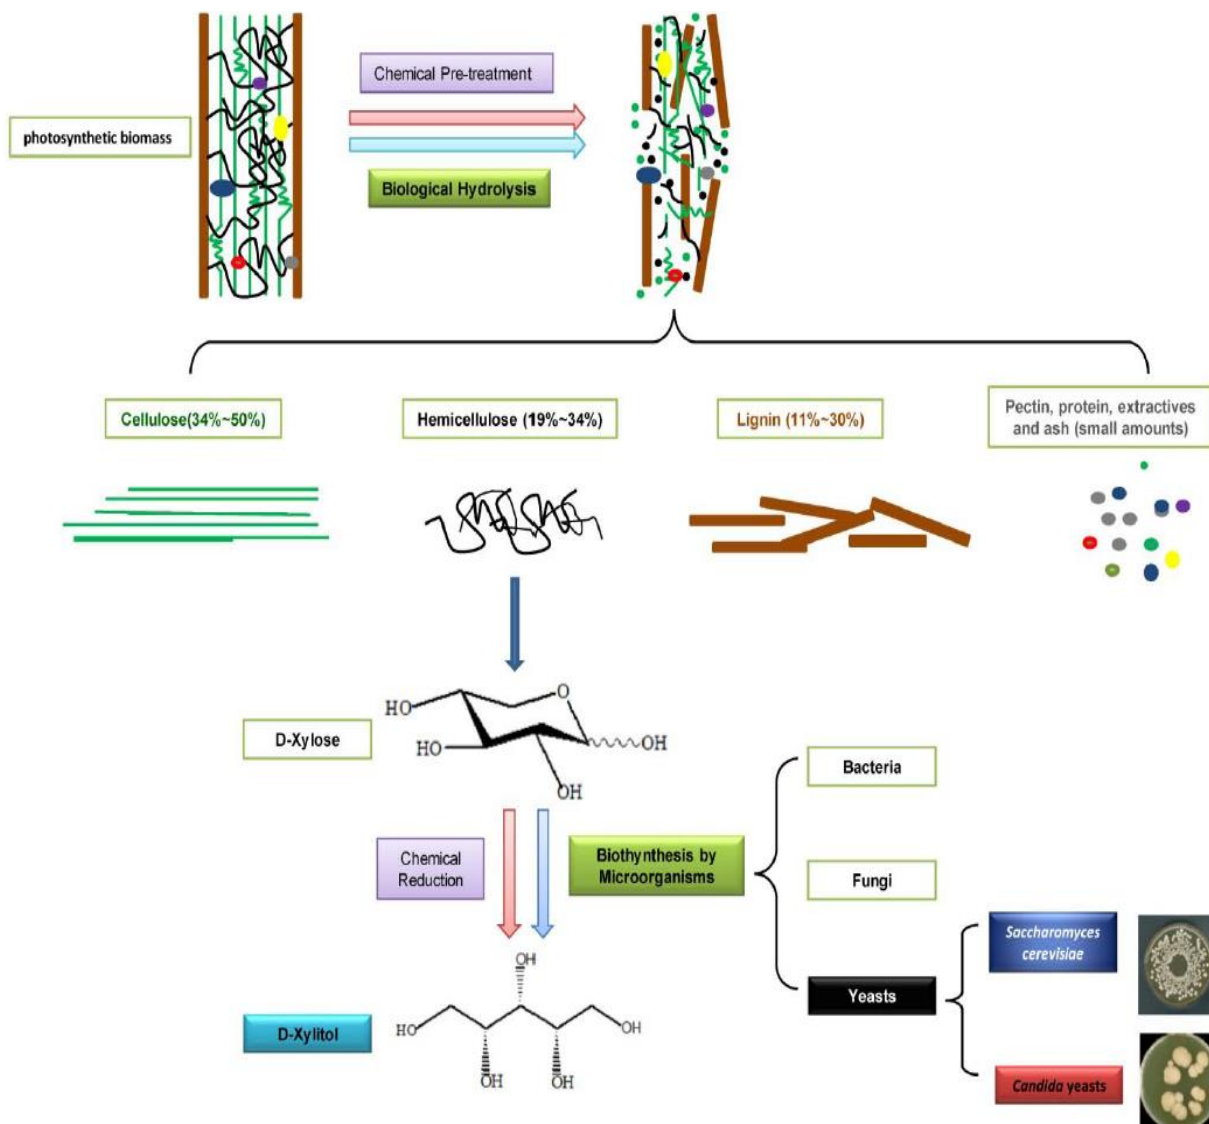 Chemical Pre-treatment
photosynthetic biomass
Biological Hydrolysis
Cellulose(34%~50%)
Hemicellulose (19%~34%)
Lignin (11%~30%)
Pectin, protein, extractives
and ash (small amounts)
O
HO
D-Xylose
HO
OH
OH
Bacteria
Chemical
Reduction
Biothynthesis by
Microorganisms
Fungi
Saccharomyces
cerevisiae
OH
Yeasts
HO
OH
D-Xylitol
OH
OH
Candida yeasts